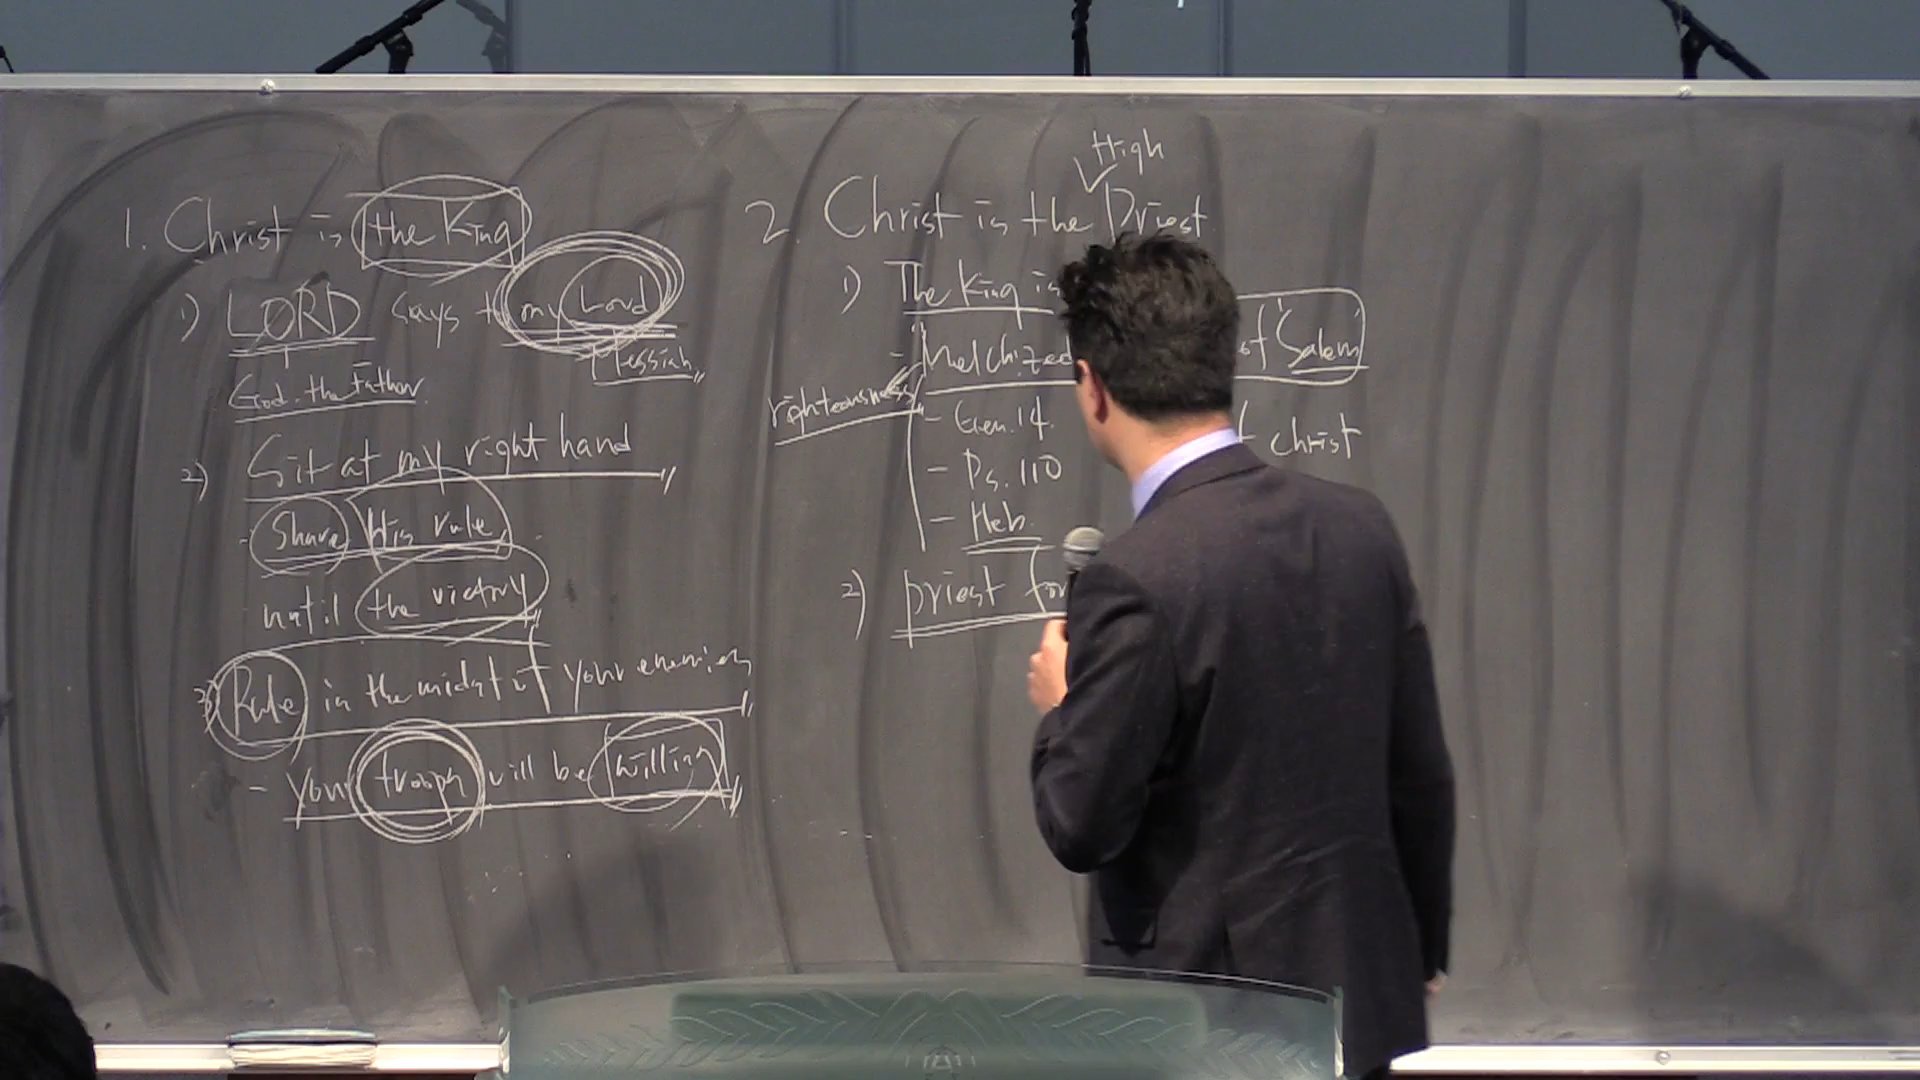 1. Christ is the King
1) LORD says to my Lord
Messiah
God the Father
2) Sit at my right hand
Share His rule
until the victory
3) Rule in the midst of your enemies
- Your troops will be willing
High
2. Christ is the Priest
1) The King is
- Melchized of Salem
righteousness
- Gen. 14
christ
- Ps. 110
- Heb.
2) priest for